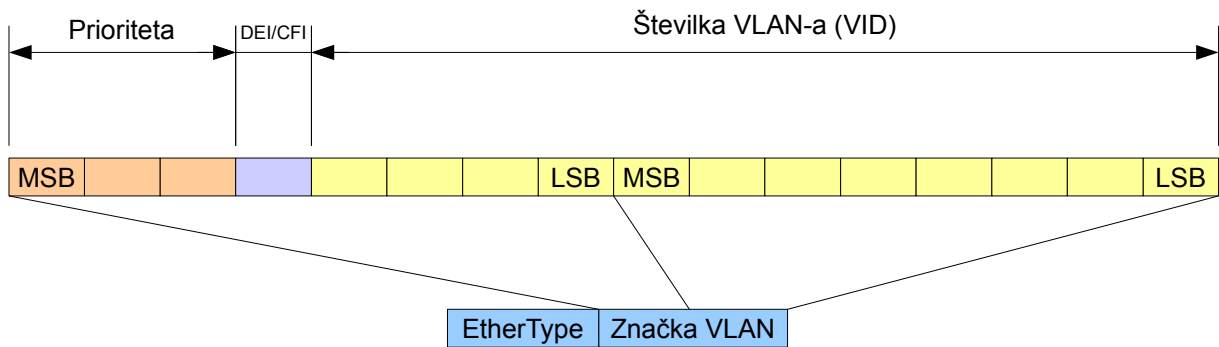 Prioriteta
DEI/CFI
Številka VLAN-a (VID)
MSB
LSB
MSB
LSB
EtherType
Značka VLAN